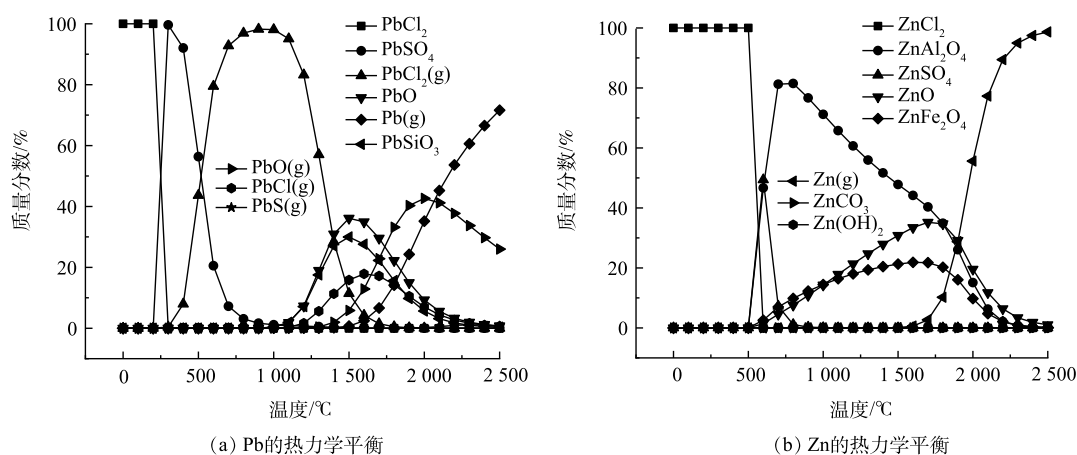 100
80
60
40
20
0
质量分数/%
PbCl₂
PbSO₄
PbCl₂(g)
PbO
Pb(g)
PbSiO₃
PbO(g)
PbCl(g)
PbS(g)
0 500 1 000 1 500 2 000 2 500
温度/℃
(a) Pb的热力学平衡
100
80
60
40
20
0
质量分数/%
ZnCl₂
ZnAl₂O₄
ZnSO₄
ZnO
ZnFe₂O₄
Zn(g)
ZnCO₃
Zn(OH)₂
0 500 1 000 1 500 2 000 2 500
温度/℃
(b) Zn的热力学平衡